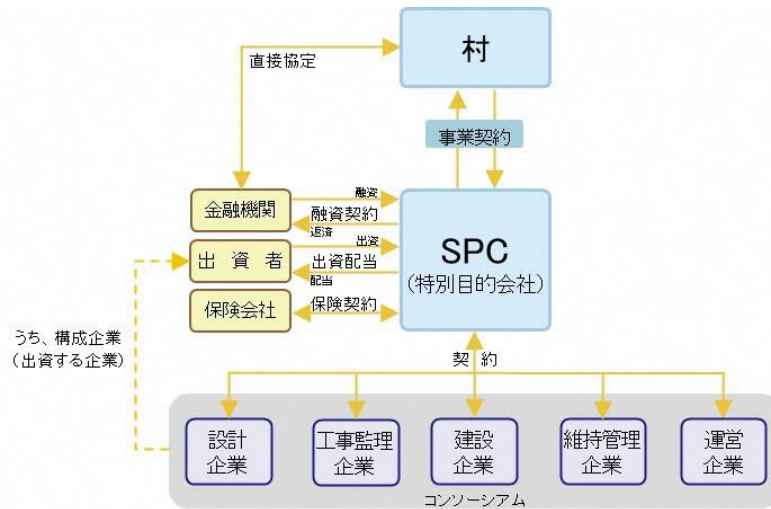 村
直接協定
事業契約
金融機関
融資
融資契約
返済
出資者
出資
出資配当
配当
保険会社
保険契約
SPC
(特別目的会社)
うち、構成企業
(出資する企業)
契約
設計
企業
工事監理
企業
建設
企業
維持管理
企業
運営
企業
コンソーシアム